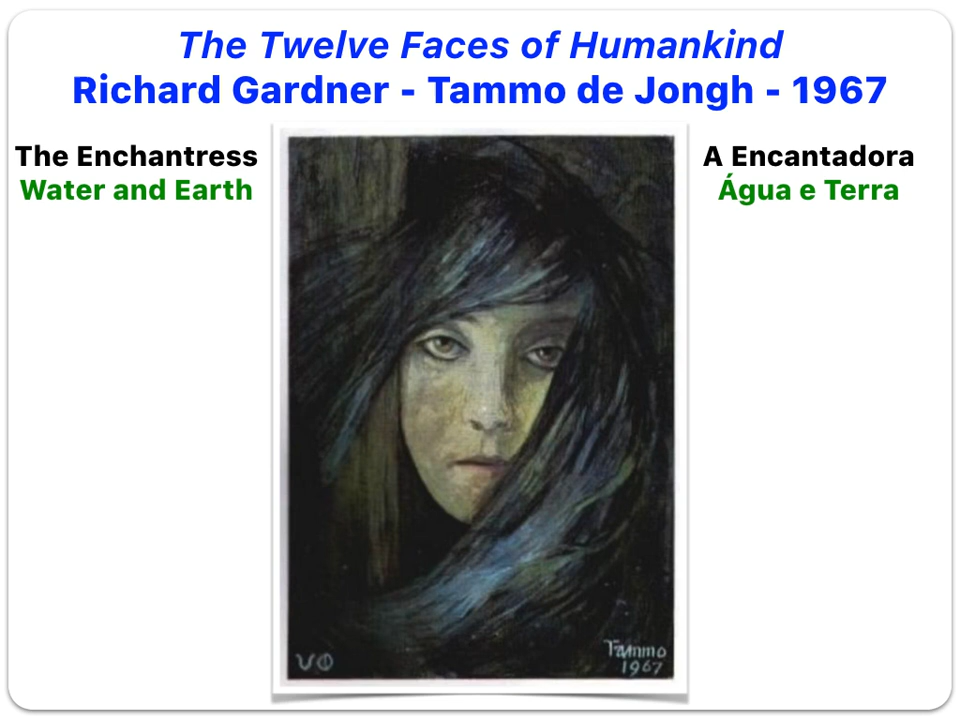 The Twelve Faces of Humankind
Richard Gardner - Tammo de Jongh - 1967
The Enchantress
Water and Earth
A Encantadora
Água e Terra
Tammo
1967